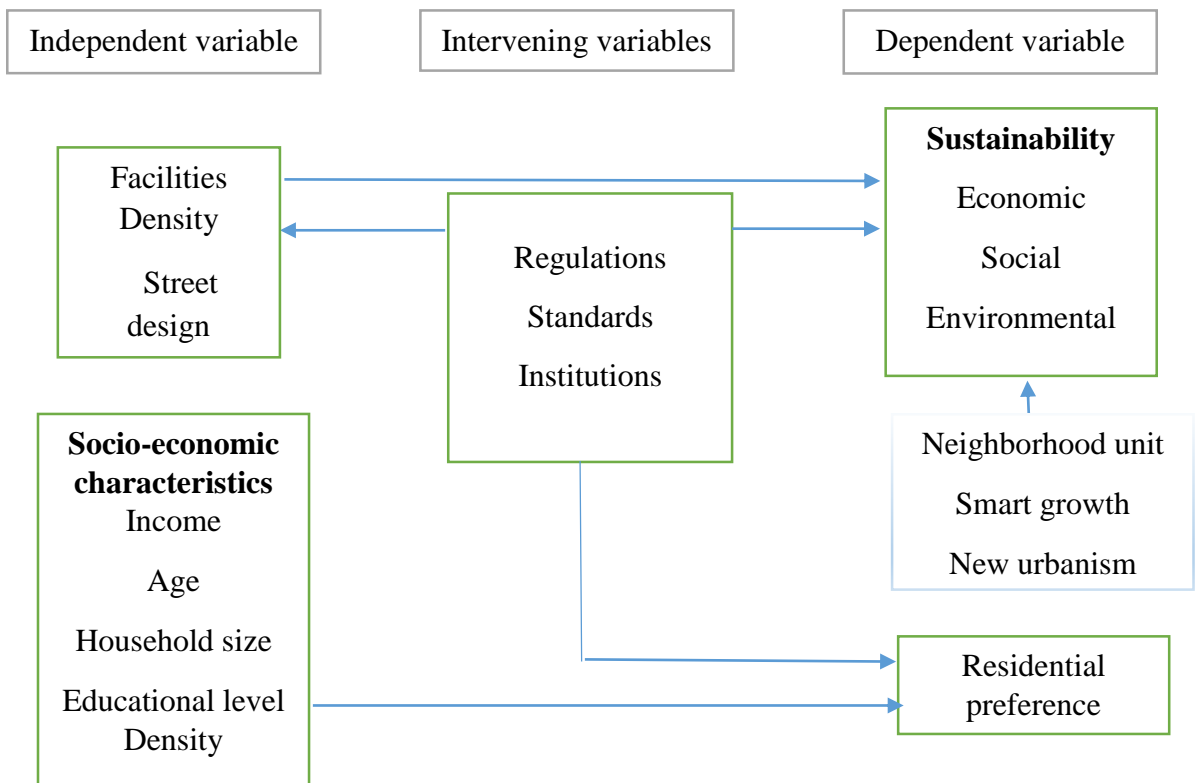 Independent variable
Intervening variables
Dependent variable
Facilities
Density
Street
design
Regulations
Standards
Institutions
Sustainability
Economic
Social
Environmental
Socio-economic
characteristics
Income
Age
Household size
Educational level
Density
Neighborhood unit
Smart growth
New urbanism
Residential
preference